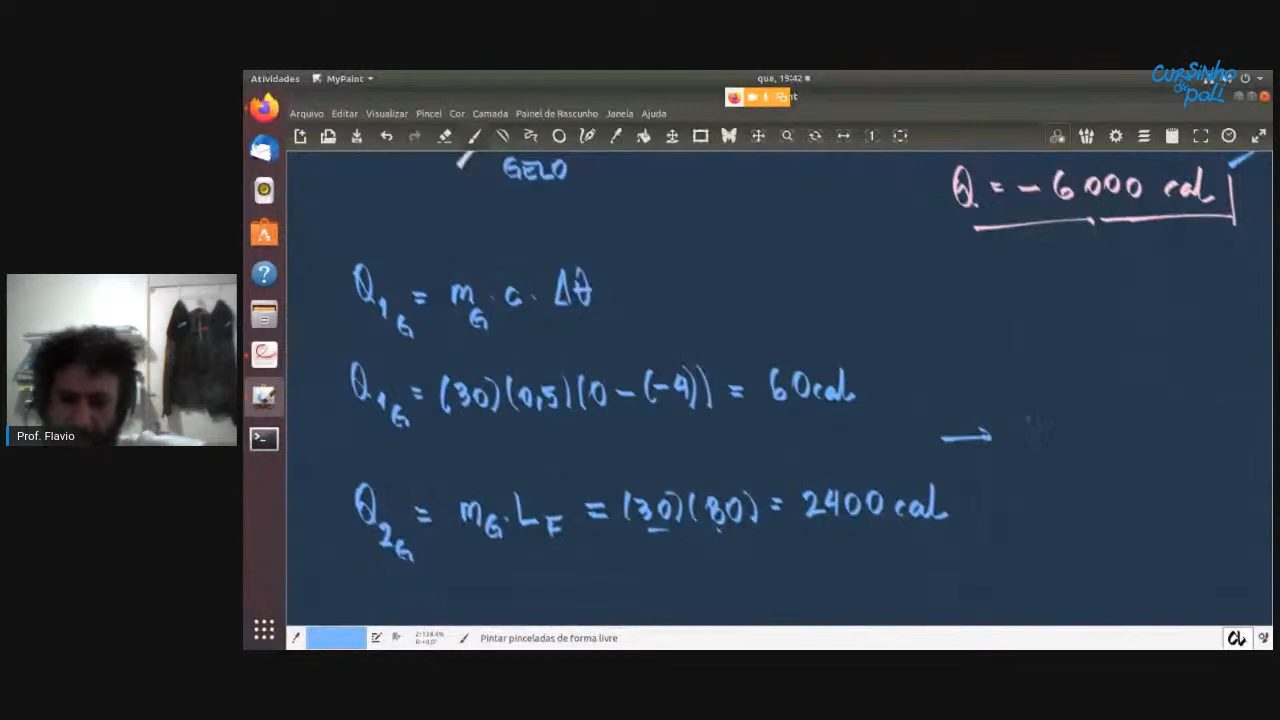 CURSINHO
da
POLI
Atividades MyPaint qua, 19:42
Arquivo Editar Visualizar Pincel Cor Camada Painel de Rascunho Janela Ajuda
GELO
Q = - 6 000 cal
Q1G = mG · c · Δθ
Q1G = (30)(0,5)(0 - (-4)) = 60cal
→
Q2G = mG · LF = (30)(80) = 2400 cal
Prof. Flavio
Pintar pinceladas de forma livre